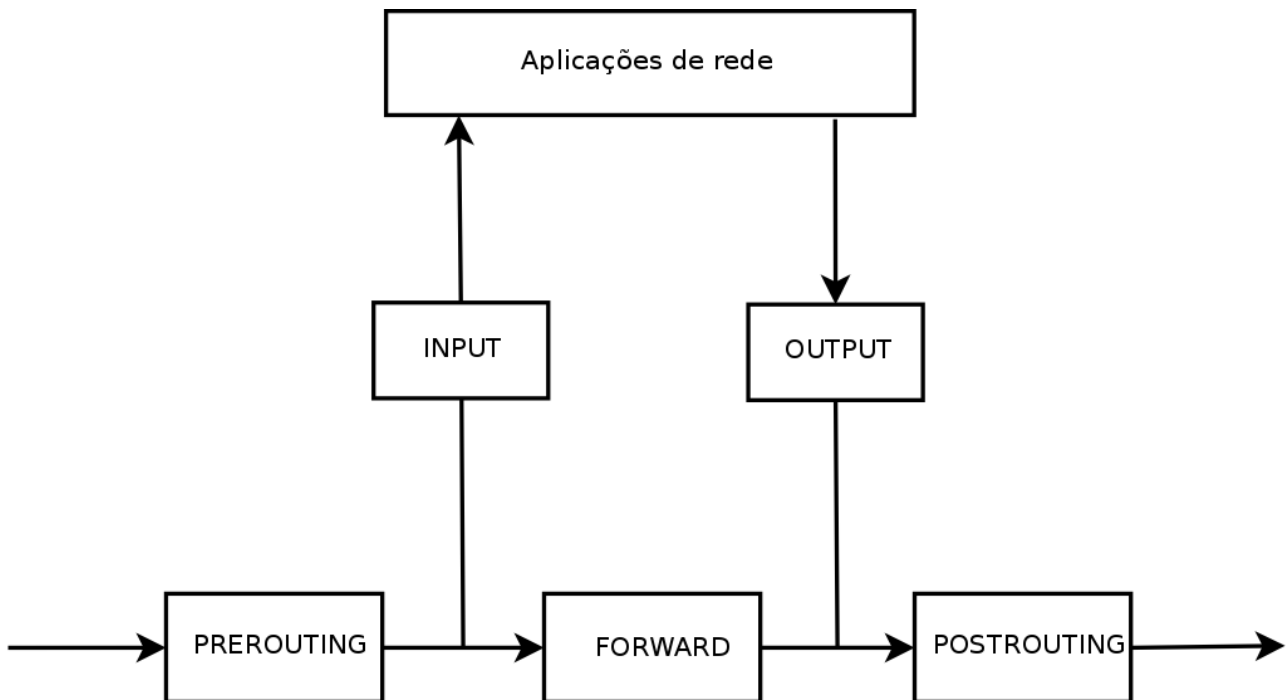 Aplicações de rede
INPUT
OUTPUT
PREROUTING
FORWARD
POSTROUTING